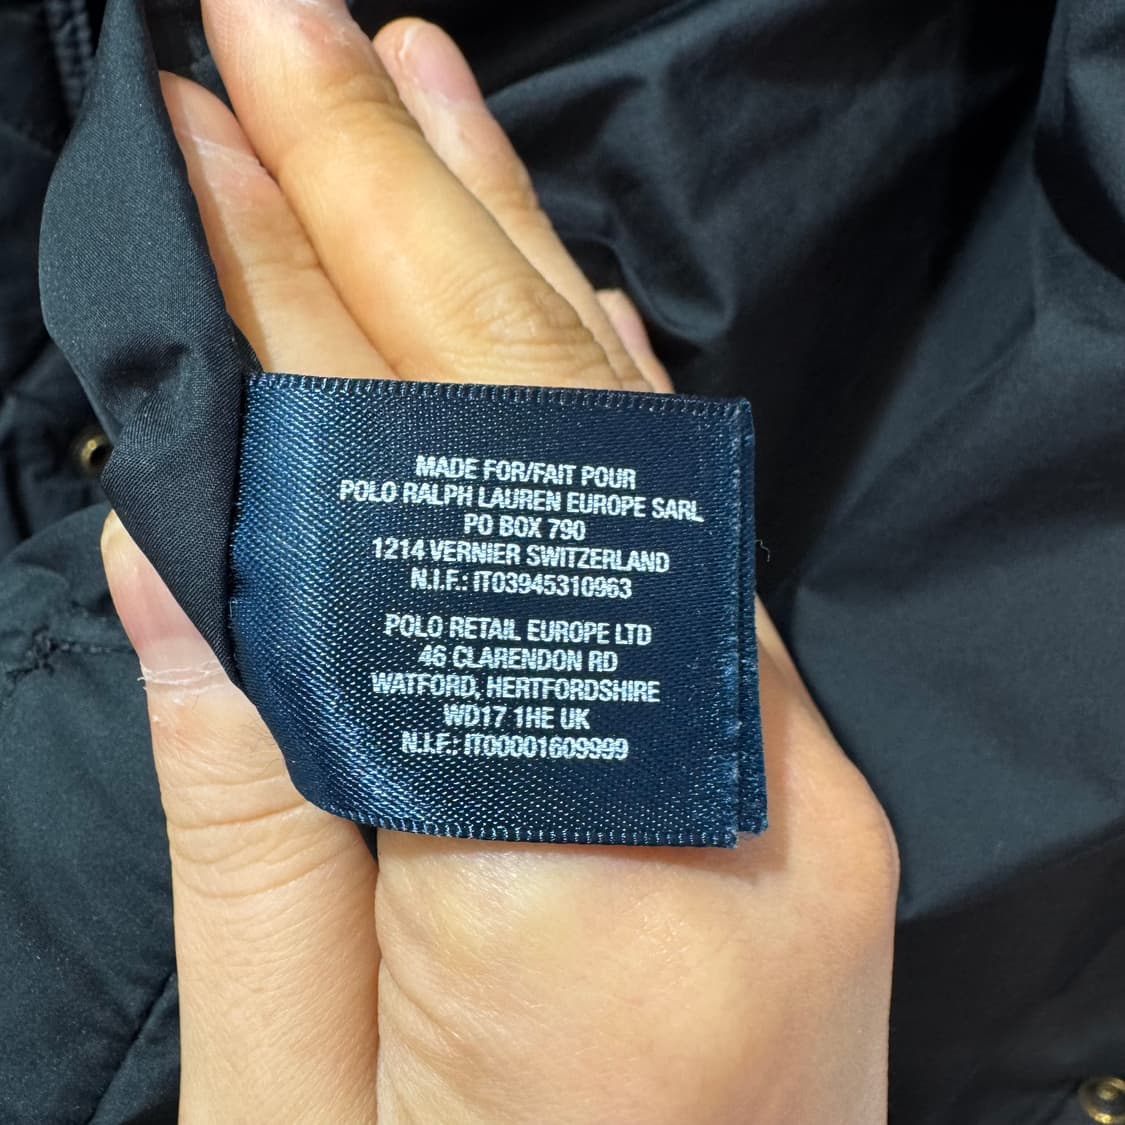 MADE FOR/FAIT POUR
POLO RALPH LAUREN EUROPE SARL
PO BOX 790
1214 VERNIER SWITZERLAND
N.I.F.: IT03945310963
POLO RETAIL EUROPE LTD
46 CLARENDON RD
WATFORD, HERTFORDSHIRE
WD17 1HE UK
N.I.F.: IT00001609999